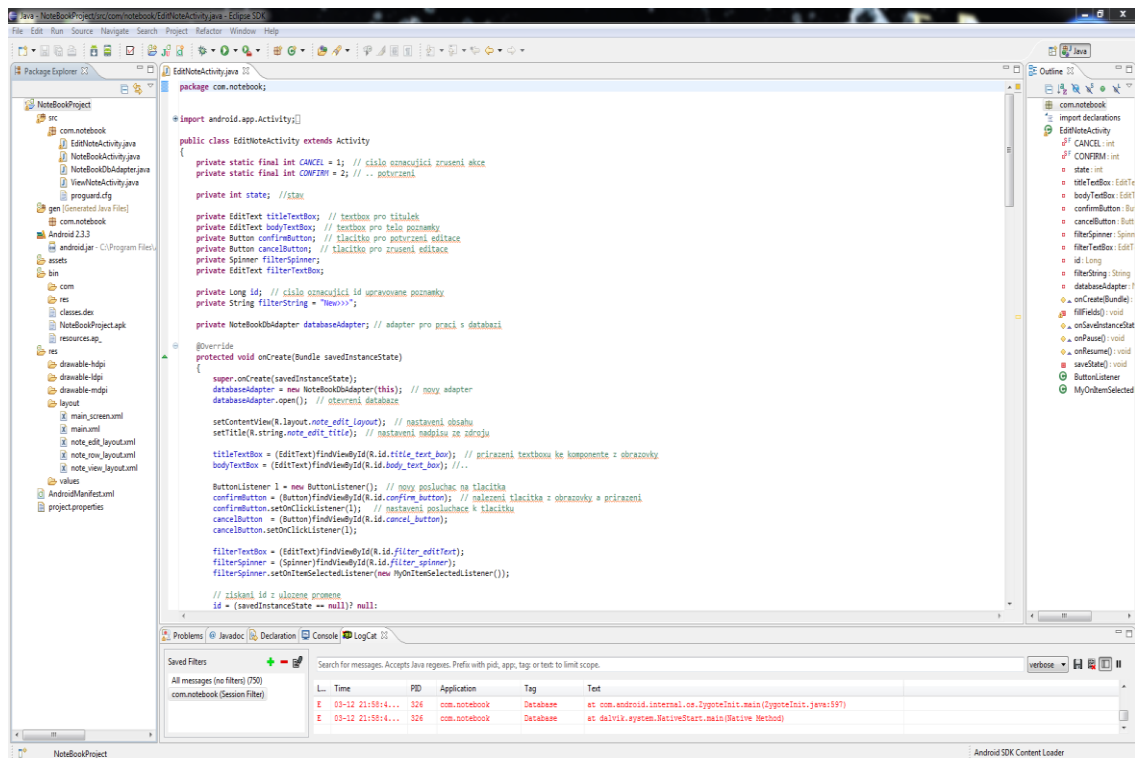 Java - NoteBookProject/src/com/notebook/EditNoteActivity.java - Eclipse SDK
File Edit Run Source Navigate Search Project Refactor Window Help
Java
Package Explorer
NoteBookProject
src
com.notebook
EditNoteActivity.java
NoteBookActivity.java
NoteBookDbAdapter.java
ViewNoteActivity.java
proguard.cfg
gen [Generated Java Files]
com.notebook
Android 2.3.3
android.jar - C:\Program Files\
assets
bin
com
res
classes.dex
NoteBookProject.apk
resources.ap_
res
drawable-hdpi
drawable-ldpi
drawable-mdpi
layout
main_screen.xml
main.xml
note_edit_layout.xml
note_row_layout.xml
note_view_layout.xml
values
AndroidManifest.xml
project.properties
EditNoteActivity.java
package com.notebook;
import android.app.Activity;
public class EditNoteActivity extends Activity
{
private static final int CANCEL = 1; // cislo oznacujici zruseni akce
private static final int CONFIRM = 2; // .. potvrzeni
private int state; //stav
private EditText titleTextBox; // textbox pro titulek
private EditText bodyTextBox; // textbox pro telo poznamky
private Button confirmButton; // tlacitko pro potvrzeni editace
private Button cancelButton; // tlacitko pro zruseni editace
private Spinner filterSpinner;
private EditText filterTextBox;
private Long id; // cislo oznacujici id upravovane poznamky
private String filterString = "New>>>";
private NoteBookDbAdapter databaseAdapter; // adapter pro praci s databazi
@Override
protected void onCreate(Bundle savedInstanceState)
{
super.onCreate(savedInstanceState);
databaseAdapter = new NoteBookDbAdapter(this); // novy adapter
databaseAdapter.open(); // otevreni databaze
setContentView(R.layout.note_edit_layout); // nastaveni obsahu
setTitle(R.string.note_edit_title); // nastaveni nadpisu ze zdroju
titleTextBox = (EditText)findViewById(R.id.title_text_box); // prirazeni textboxu ke komponente z obrazovky
bodyTextBox = (EditText)findViewById(R.id.body_text_box); //..
ButtonListener l = new ButtonListener(); // novy posluchac na tlacitka
confirmButton = (Button)findViewById(R.id.confirm_button); // nalezeni tlacitka z obrazovky a prirazeni
confirmButton.setOnClickListener(l); // nastaveni posluchace k tlacitku
cancelButton = (Button)findViewById(R.id.cancel_button);
cancelButton.setOnClickListener(l);
filterTextBox = (EditText)findViewById(R.id.filter_editText);
filterSpinner = (Spinner)findViewById(R.id.filter_spinner);
filterSpinner.setOnItemSelectedListener(new MyOnItemSelectedListener());
// ziskani id z ulozene promene
id = (savedInstanceState == null)? null:
Outline
com.notebook
import declarations
EditNoteActivity
CANCEL : int
CONFIRM : int
state : int
titleTextBox : EditTe
bodyTextBox : EditT
confirmButton : Bu
cancelButton : Butt
filterSpinner : Spinn
filterTextBox : EditT
id : Long
filterString : String
databaseAdapter : N
onCreate(Bundle) :
fillFields() : void
onSaveInstanceStat
onPause() : void
onResume() : void
saveState() : void
ButtonListener
MyOnItemSelected
Problems @ Javadoc Declaration Console LogCat
Saved Filters
All messages (no filters) (750)
com.notebook (Session Filter)
Search for messages. Accepts Java regexes. Prefix with pid:, app:, tag: or text: to limit scope.
verbose
L... Time PID Application Tag Text
E 03-12 21:58:4... 326 com.notebook Database at com.android.internal.os.ZygoteInit.main(ZygoteInit.java:597)
E 03-12 21:58:4... 326 com.notebook Database at dalvik.system.NativeStart.main(Native Method)
NoteBookProject
Android SDK Content Loader